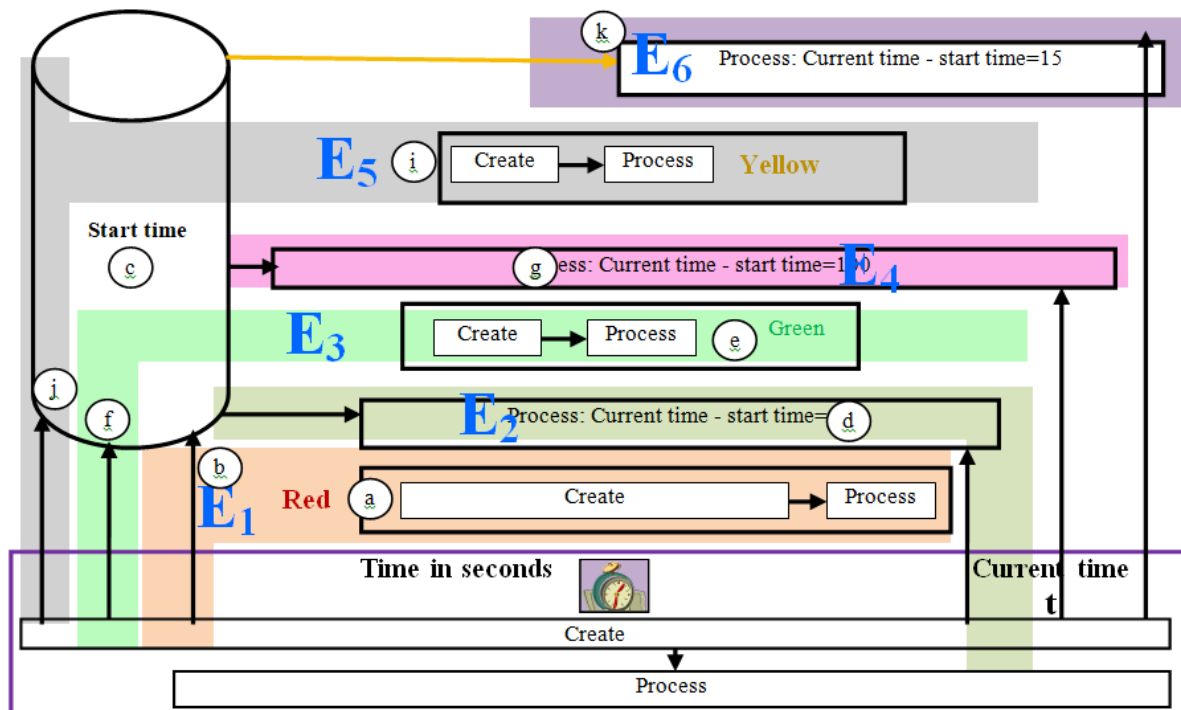 k
E6
Process: Current time - start time=15
E5
i
Create
Process
Yellow
Start time
c
g
ess: Current time - start time=100
E4
E3
Create
Process
e
Green
j
f
E2
Process: Current time - start time=
d
b
E1
Red
a
Create
Process
Time in seconds
Current time
t
Create
Process